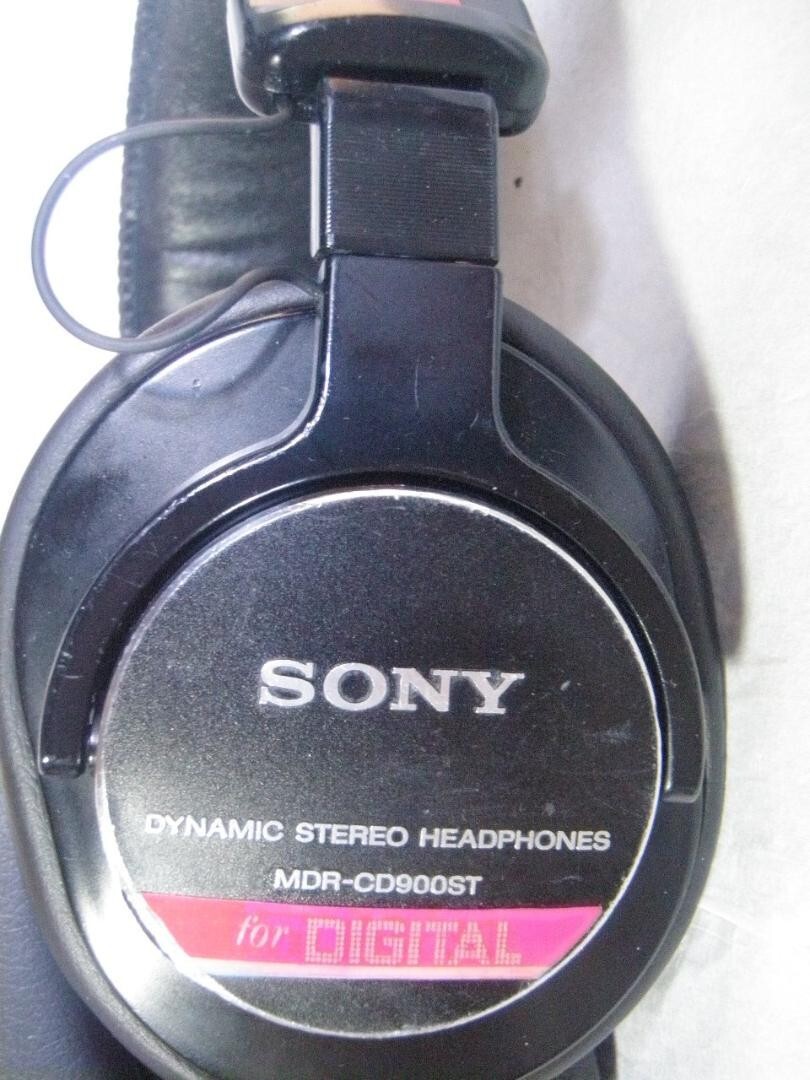 SONY
DYNAMIC STEREO HEADPHONES
MDR-CD900ST
for DIGITAL